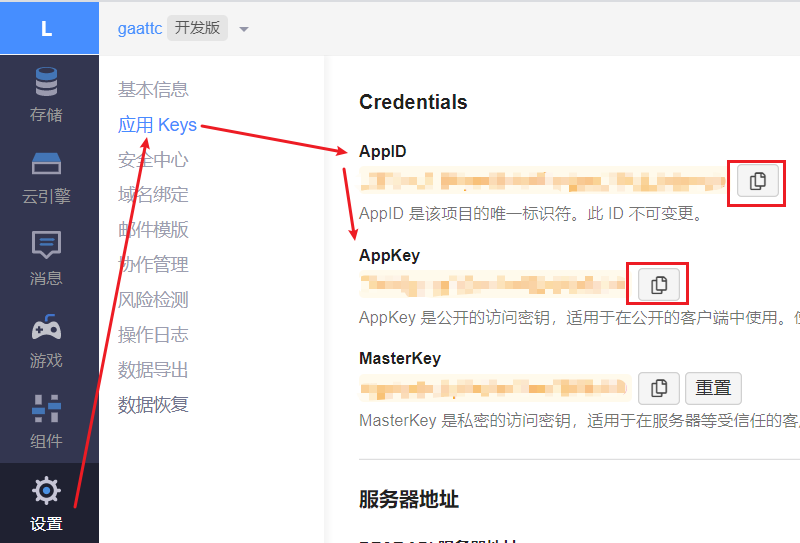 L
gaattc 开发版
存储
云引擎
消息
游戏
组件
设置
基本信息
应用 Keys
安全中心
域名绑定
邮件模版
协作管理
风险检测
操作日志
数据导出
数据恢复
Credentials
AppID
AppID 是该项目的唯一标识符。此 ID 不可变更。
AppKey
AppKey 是公开的访问密钥，适用于在公开的客户端中使用。
MasterKey
重置
MasterKey 是私密的访问密钥，适用于在服务器等受信任的客
服务器地址